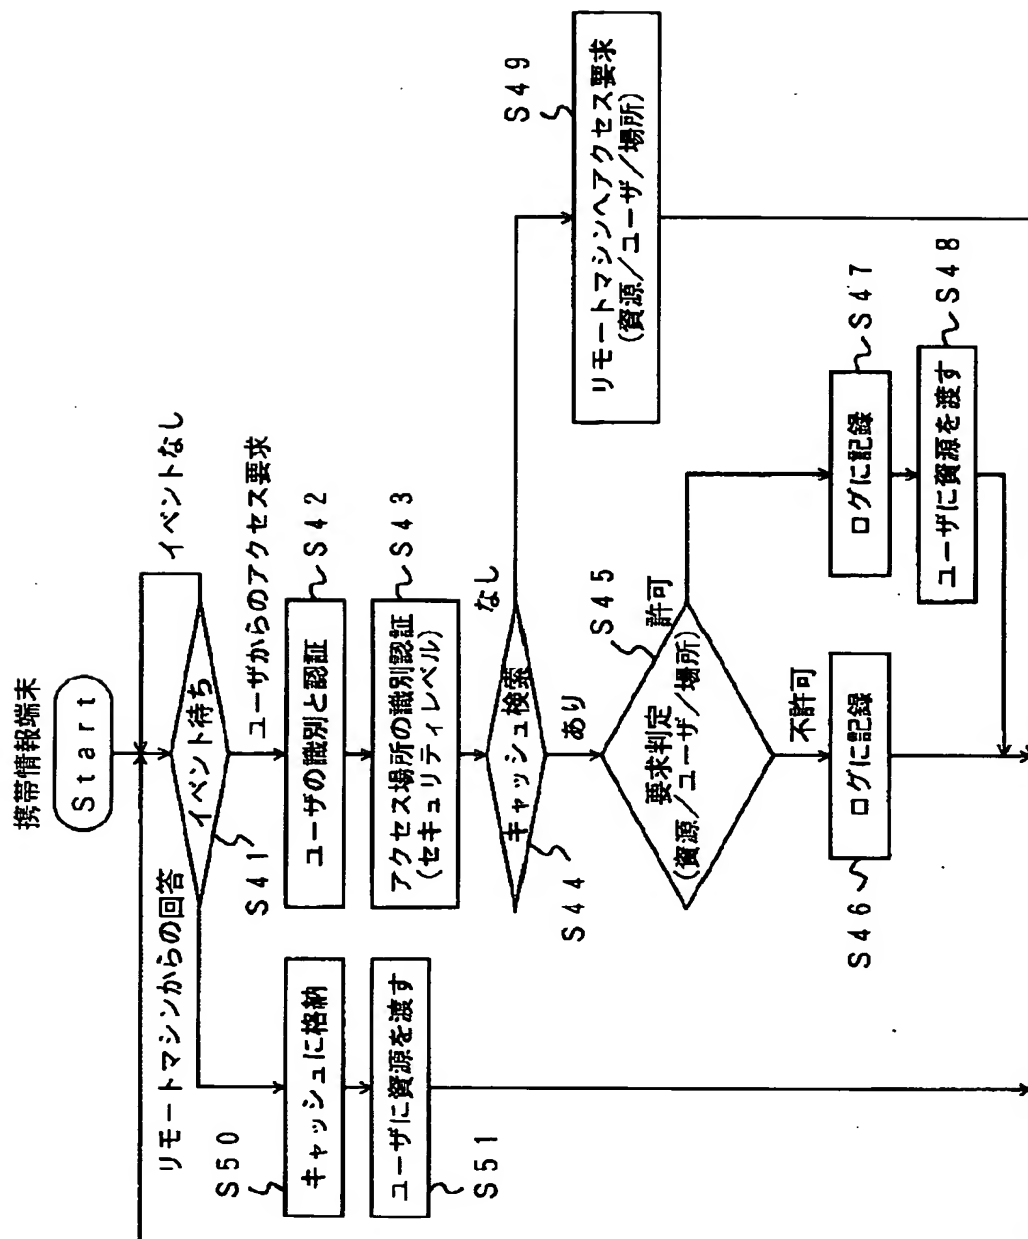 携帯情報端末
Start
イベントなし
リモートマシンからの回答
イベント待ち
S41
ユーザからのアクセス要求
ユーザの識別と認証
S42
アクセス場所の識別認証
(セキュリティレベル)
S43
キャッシュ検索
S44
なし
あり
リモートマシンへアクセス要求
(資源/ユーザ/場所)
S49
要求判定
(資源/ユーザ/場所)
S45
許可
不許可
ログに記録
S46
ログに記録
S47
ユーザに資源を渡す
S48
キャッシュに格納
S50
ユーザに資源を渡す
S51